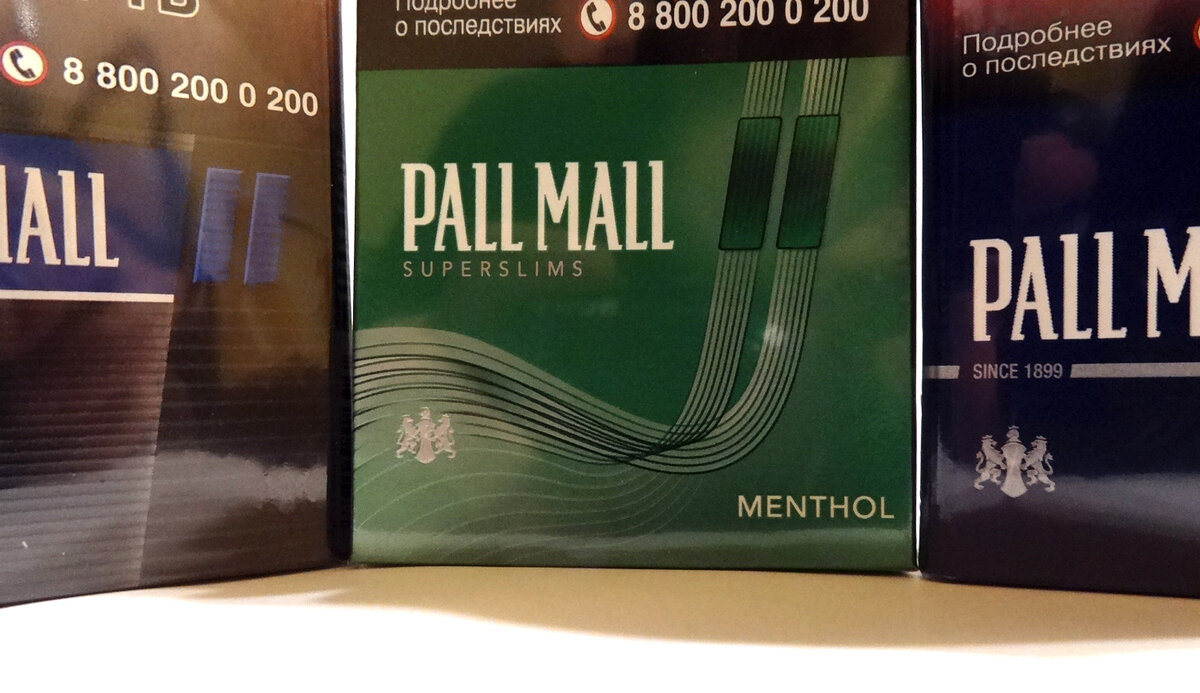 8 800 200 0 200
MALL
Подробнее
о последствиях
8 800 200 0 200
PALL MALL
SUPERSLIMS
MENTHOL
Подробнее
о последствиях
PALL M
SINCE 1899